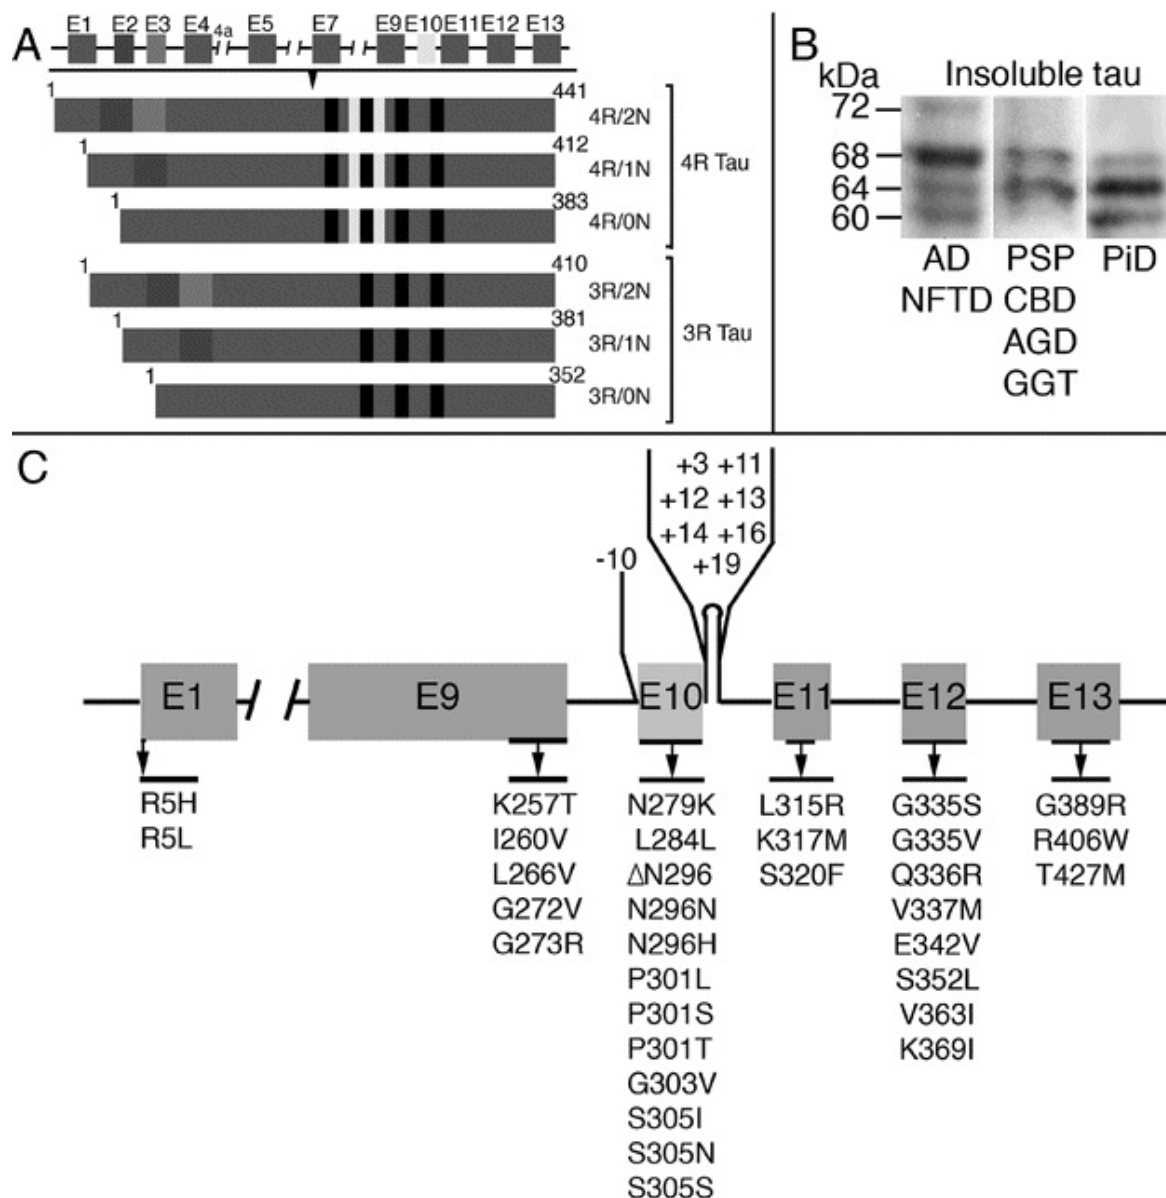 A
E1 E2 E3 E4 4a E5 E7 E9 E10 E11 E12 E13
1 441 4R/2N
1 412 4R/1N
1 383 4R/0N
4R Tau
1 410 3R/2N
1 381 3R/1N
1 352 3R/0N
3R Tau
B
kDa Insoluble tau
72
68
64
60
AD PSP PiD
NFTD CBD
AGD
GGT
C
+3 +11
+12 +13
+14 +16
+19
-10
E1 E9 E10 E11 E12 E13
R5H K257T N279K L315R G335S G389R
R5L I260V L284L K317M G335V R406W
L266V ΔN296 S320F Q336R T427M
G272V N296N V337M
G273R N296H E342V
P301L S352L
P301S V363I
P301T K369I
G303V
S305I
S305N
S305S